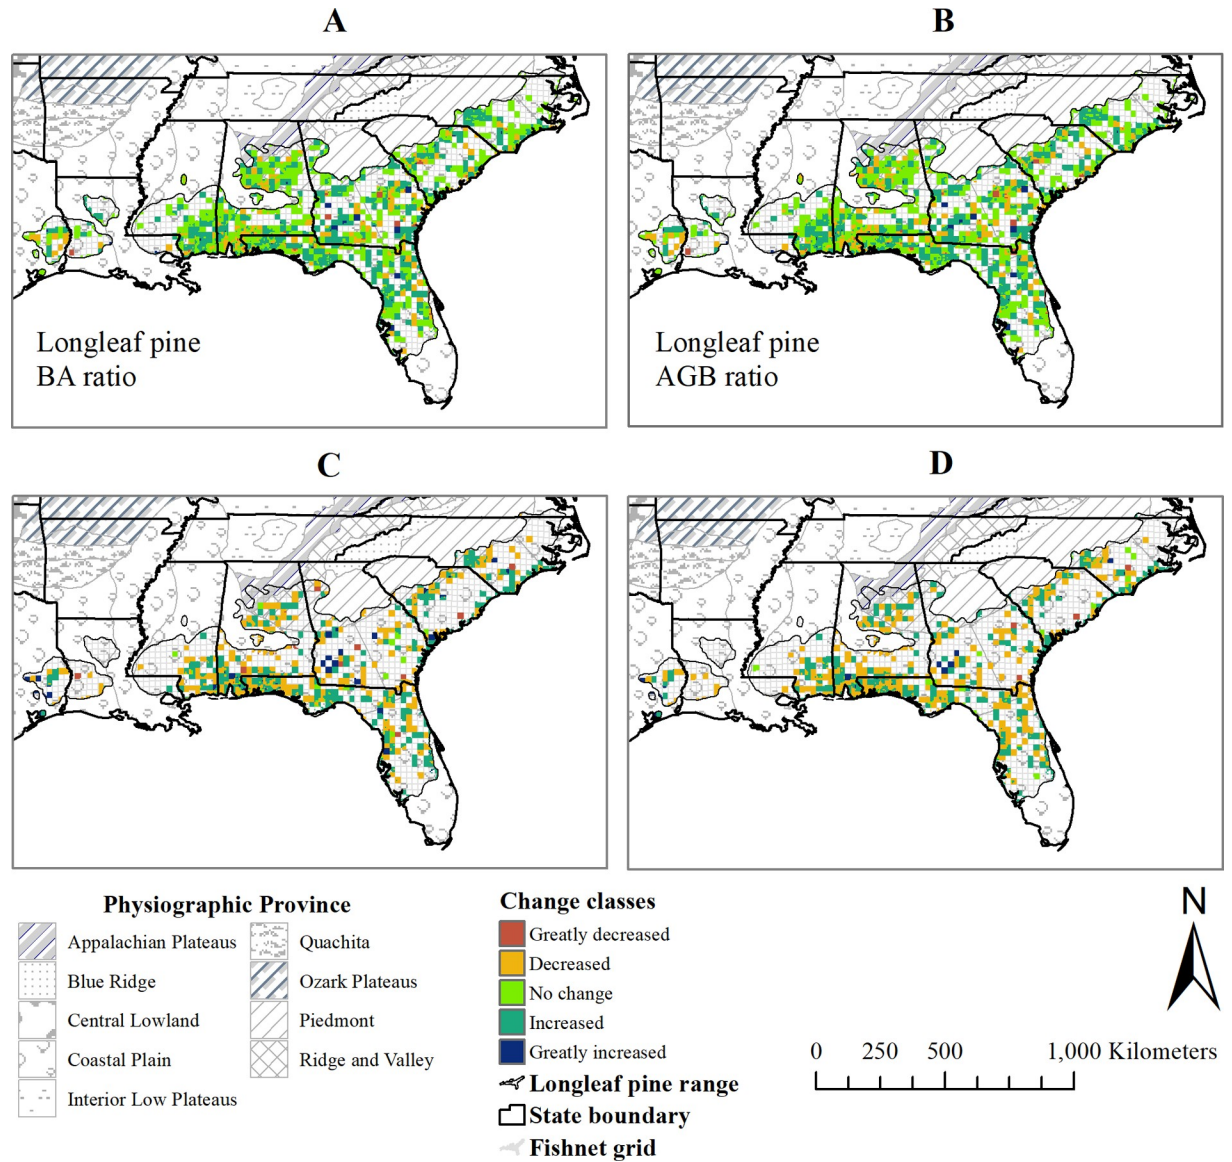 A
B
Longleaf pine
BA ratio
Longleaf pine
AGB ratio
C
D
Physiographic Province
Appalachian Plateaus
Blue Ridge
Central Lowland
Coastal Plain
Interior Low Plateaus
Quachita
Ozark Plateaus
Piedmont
Ridge and Valley
Change classes
Greatly decreased
Decreased
No change
Increased
Greatly increased
Longleaf pine range
State boundary
Fishnet grid
N
0 250 500 1,000 Kilometers